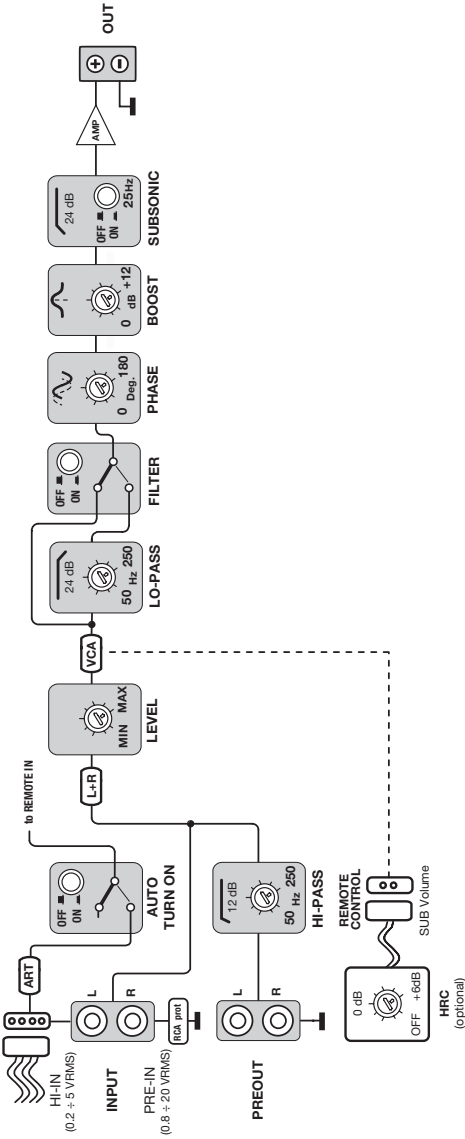 HI-IN
(0.2 ÷ 5 VRMS)
ART
to REMOTE IN
OFF
ON
AUTO
TURN ON
INPUT
L
R
PRE-IN
(0.8 ÷ 20 VRMS)
RCA prot
L+R
MIN MAX
LEVEL
VCA
24 dB
50 Hz 250
LO-PASS
OFF
ON
FILTER
0 Deg. 180
PHASE
0 dB +12
BOOST
24 dB
OFF
ON
25Hz
SUBSONIC
AMP
+
−
OUT
PREOUT
L
R
12 dB
50 Hz 250
HI-PASS
0 dB
OFF +6dB
HRC
(optional)
REMOTE
CONTROL
SUB Volume